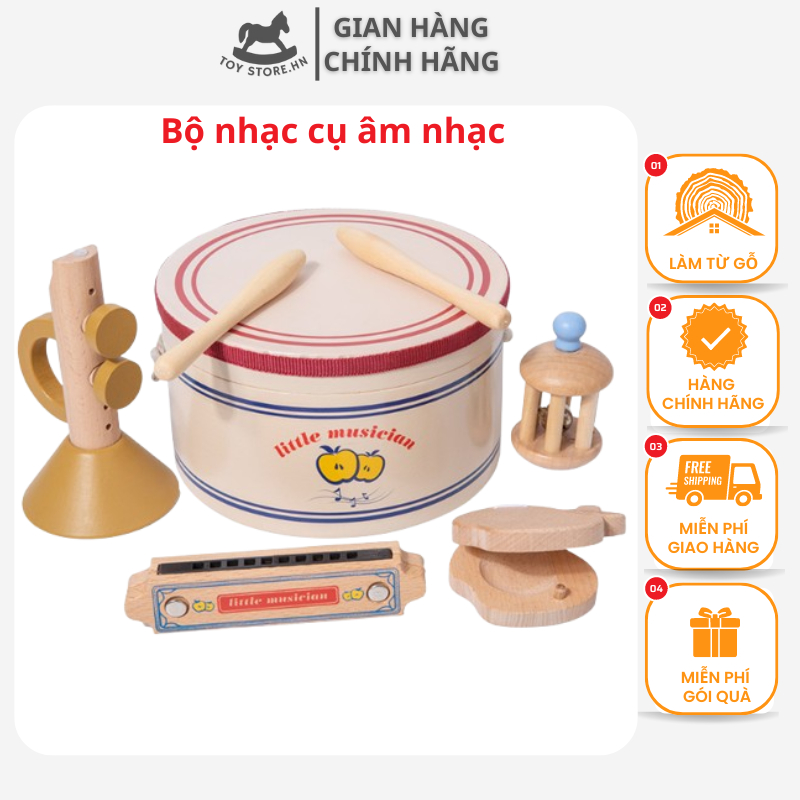 TOY STORE.HN
GIAN HÀNG
CHÍNH HÃNG
Bộ nhạc cụ âm nhạc
little musician
little musician
01
LÀM TỪ GỖ
02
HÀNG
CHÍNH HÃNG
03
FREE
SHIPPING
MIỄN PHÍ
GIAO HÀNG
04
MIỄN PHÍ
GÓI QUÀ